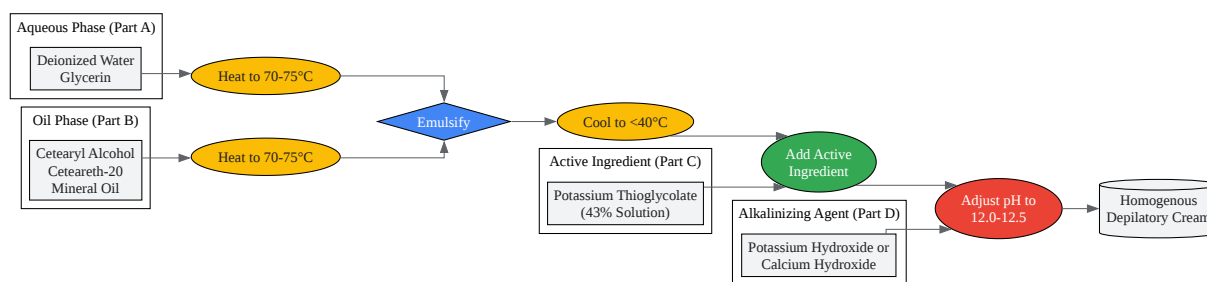 Aqueous Phase (Part A)
Deionized Water
Glycerin
Heat to 70-75°C
Oil Phase (Part B)
Cetearyl Alcohol
Ceteareth-20
Mineral Oil
Heat to 70-75°C
Emulsify
Cool to <40°C
Active Ingredient (Part C)
Potassium Thioglycolate
(43% Solution)
Add Active
Ingredient
Alkalinizing Agent (Part D)
Potassium Hydroxide or
Calcium Hydroxide
Adjust pH to
12.0-12.5
Homogenous
Depilatory Cream